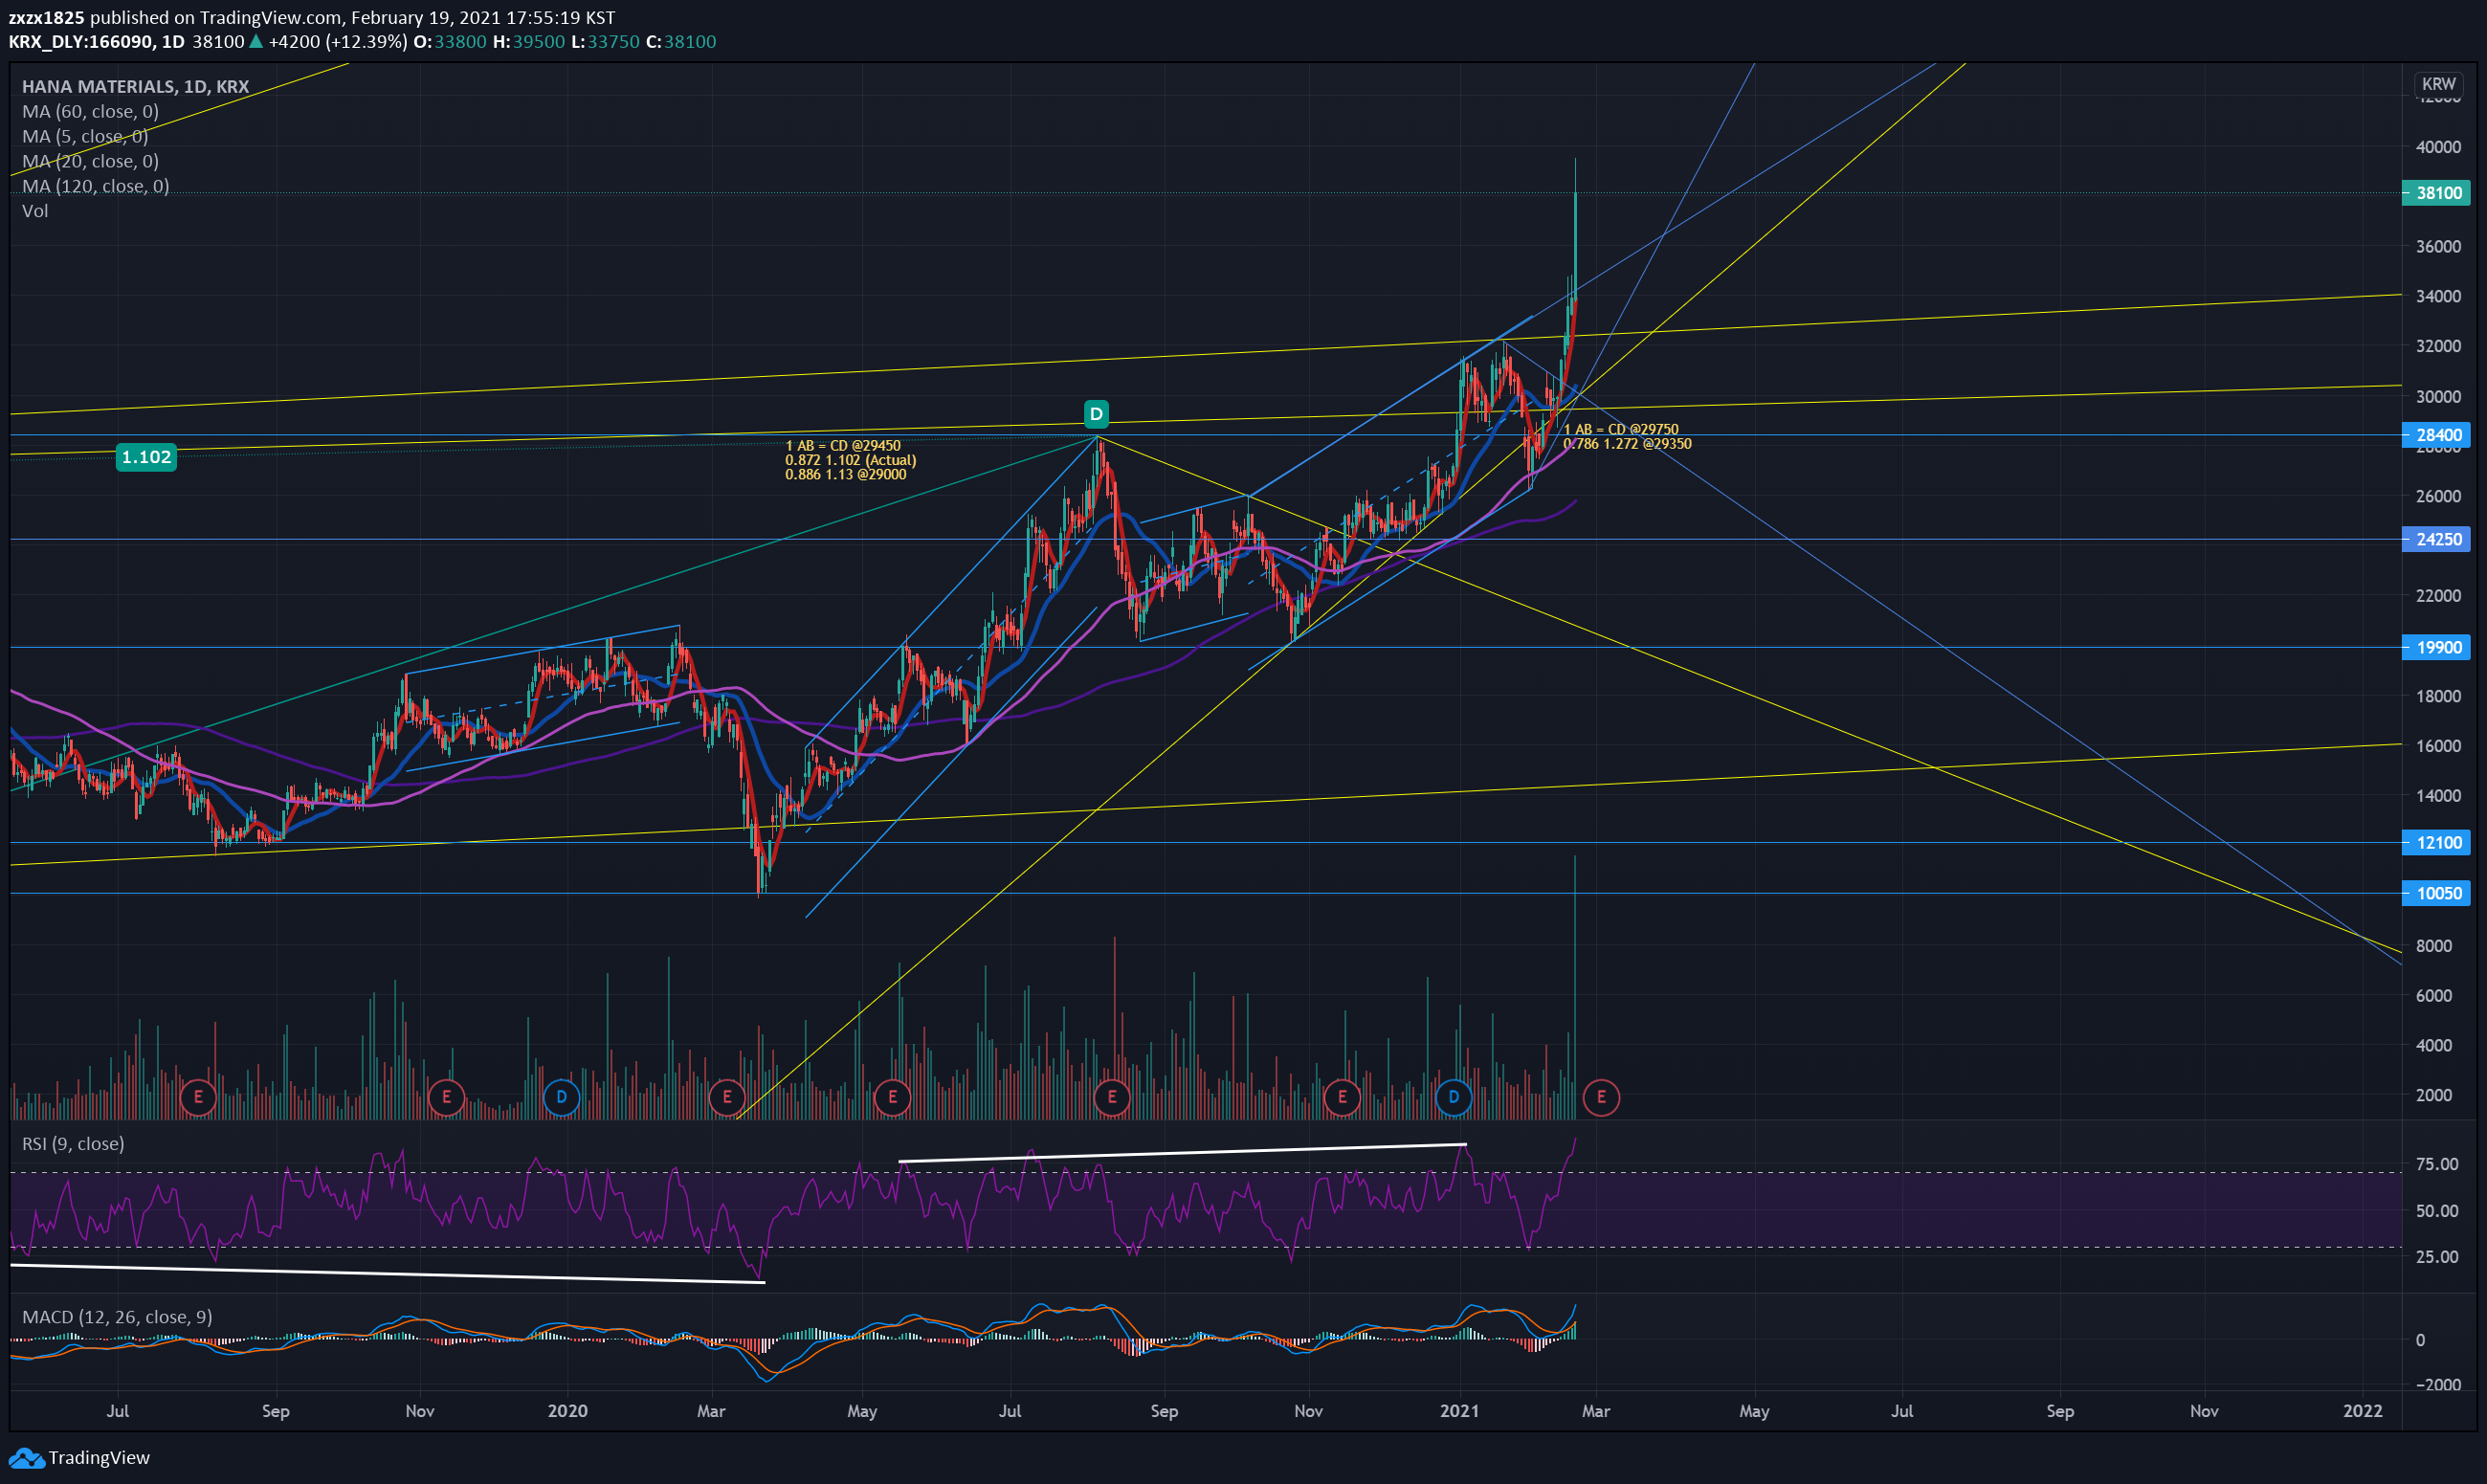 zxzx1825 published on TradingView.com, February 19, 2021 17:55:19 KST
KRX_DLY:166090, 1D 38100 ▲ +4200 (+12.39%) O:33800 H:39500 L:33750 C:38100
HANA MATERIALS, 1D, KRX
MA (60, close, 0)
MA (5, close, 0)
MA (20, close, 0)
MA (120, close, 0)
Vol
KRW
42000
40000
38100
36000
34000
32000
30000
28400
28000
26000
24250
22000
19900
18000
16000
14000
12100
10050
8000
6000
4000
2000
1.102
D
1 AB = CD @29450
0.872 1.102 (Actual)
0.886 1.13 @29000
1 AB = CD @29750
0.786 1.272 @29350
E E D E E E E D E
RSI (9, close)
75.00
50.00
25.00
MACD (12, 26, close, 9)
0
−2000
Jul Sep Nov 2020 Mar May Jul Sep Nov 2021 Mar May Jul Sep Nov 2022
TradingView